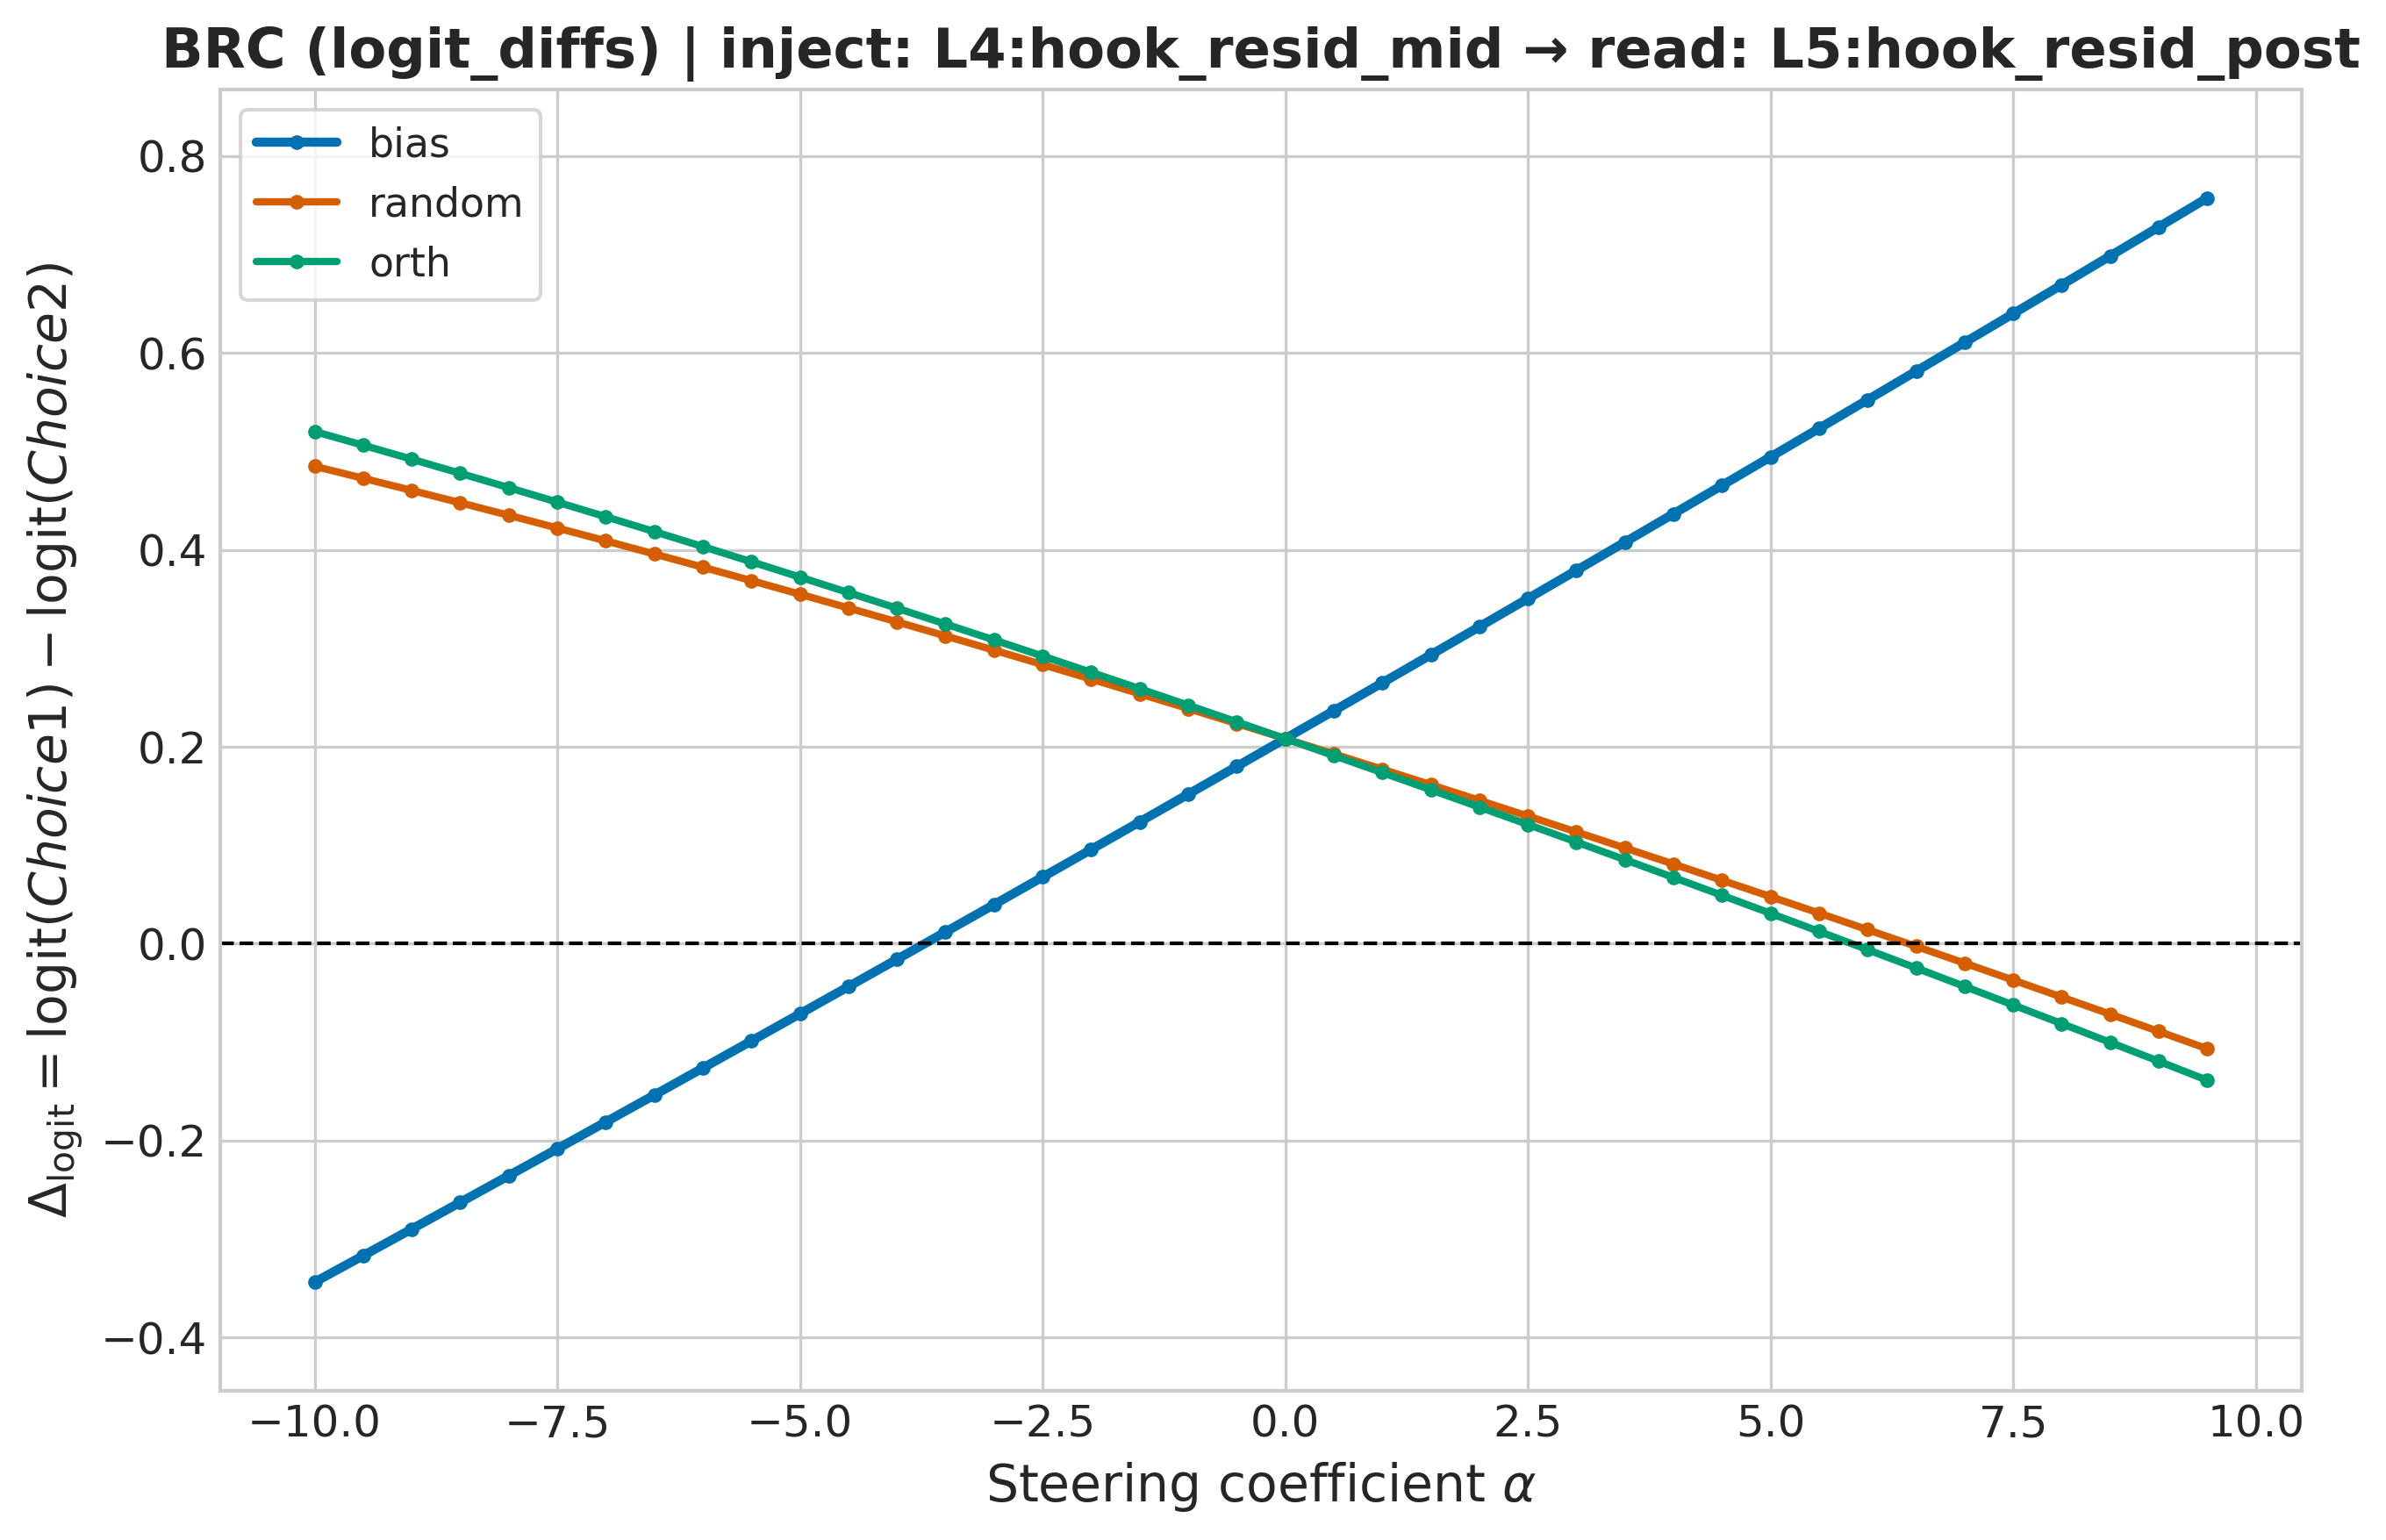 BRC (logit_diffs) | inject: L4:hook_resid_mid → read: L5:hook_resid_post
bias
random
orth
Δlogit = logit(Choice1) − logit(Choice2)
0.8
0.6
0.4
0.2
0.0
−0.2
−0.4
−10.0 −7.5 −5.0 −2.5 0.0 2.5 5.0 7.5 10.0
Steering coefficient α